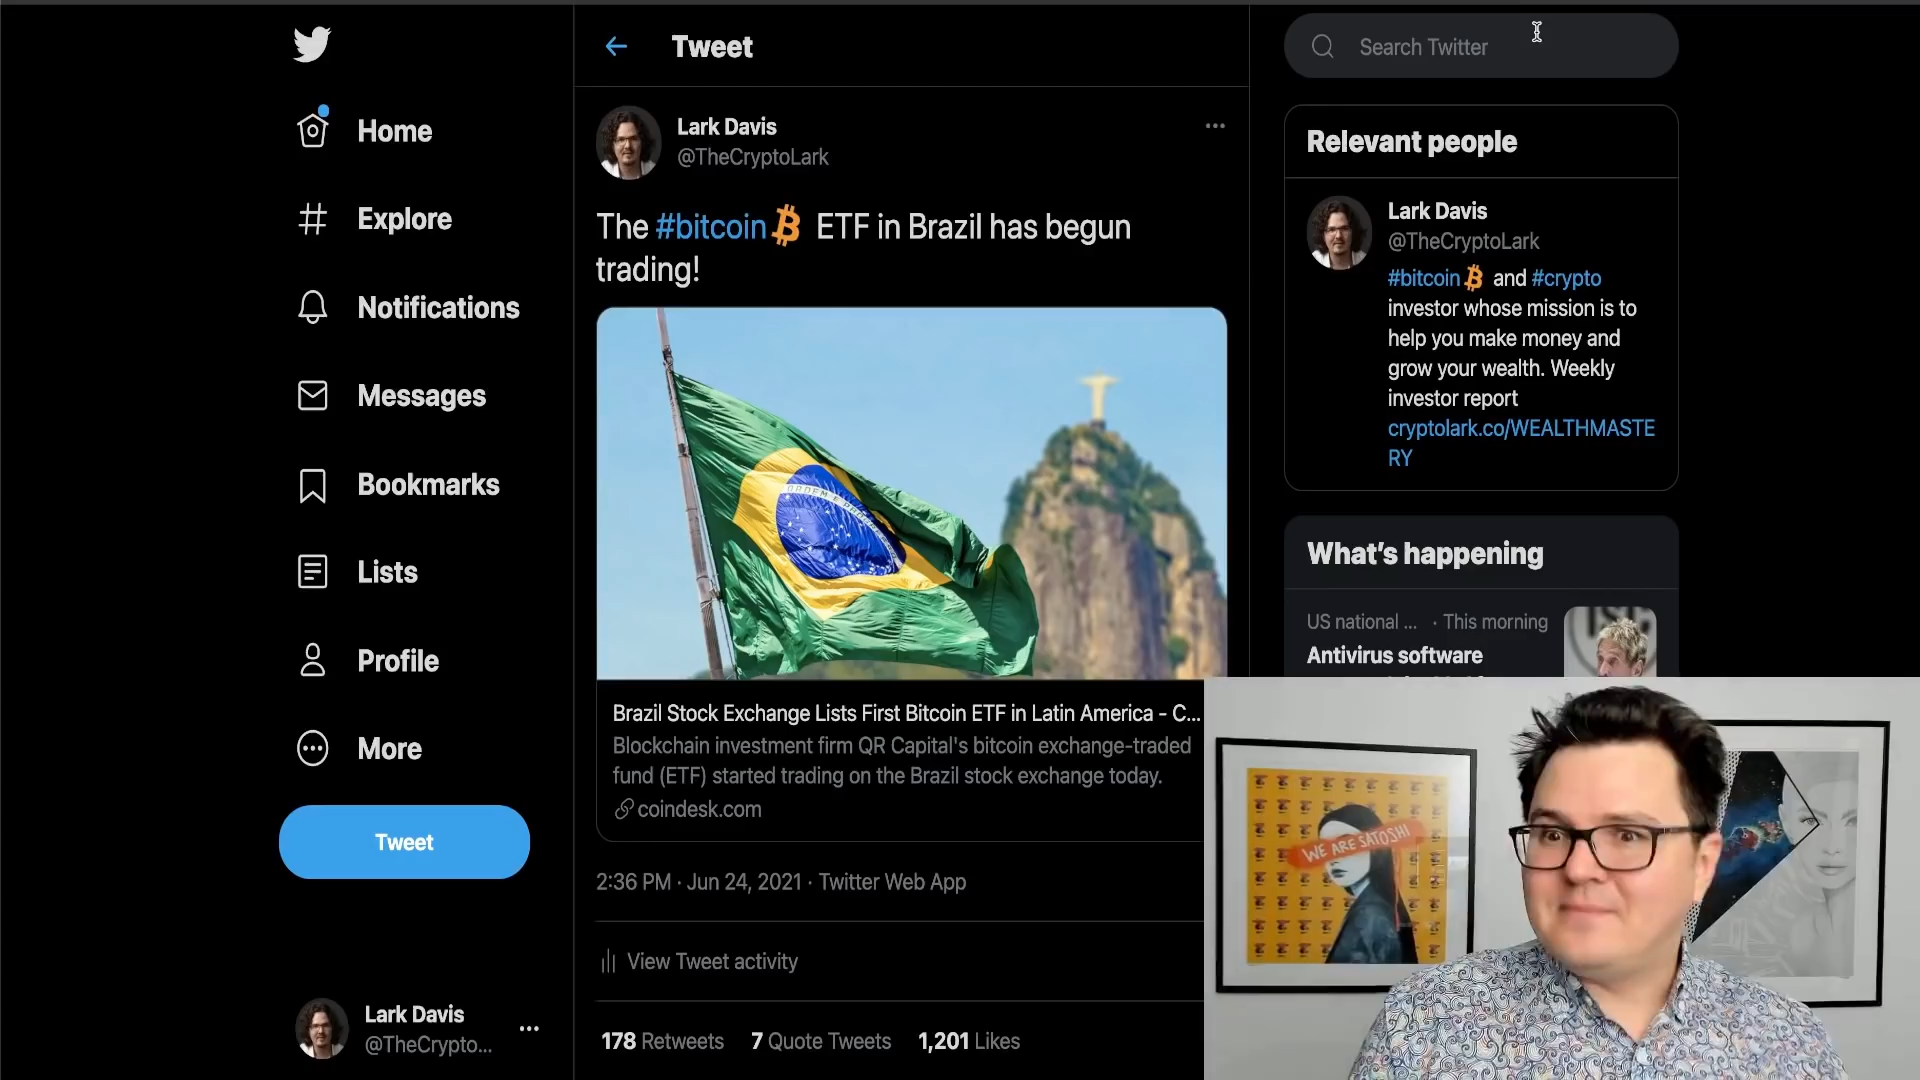 Home
Explore
Notifications
Messages
Bookmarks
Lists
Profile
More
Tweet
Lark Davis
@TheCrypto...
Tweet
Lark Davis
@TheCryptoLark
The #bitcoin ETF in Brazil has begun
trading!
ORDEM E
Brazil Stock Exchange Lists First Bitcoin ETF in Latin America - C...
Blockchain investment firm QR Capital's bitcoin exchange-traded
fund (ETF) started trading on the Brazil stock exchange today.
coindesk.com
2:36 PM · Jun 24, 2021 · Twitter Web App
View Tweet activity
178 Retweets 7 Quote Tweets 1,201 Likes
Search Twitter
Relevant people
Lark Davis
@TheCryptoLark
#bitcoin and #crypto
investor whose mission is to
help you make money and
grow your wealth. Weekly
investor report
cryptolark.co/WEALTHMASTE
RY
What's happening
US national ... · This morning
Antivirus software
WE ARE SATOSHI